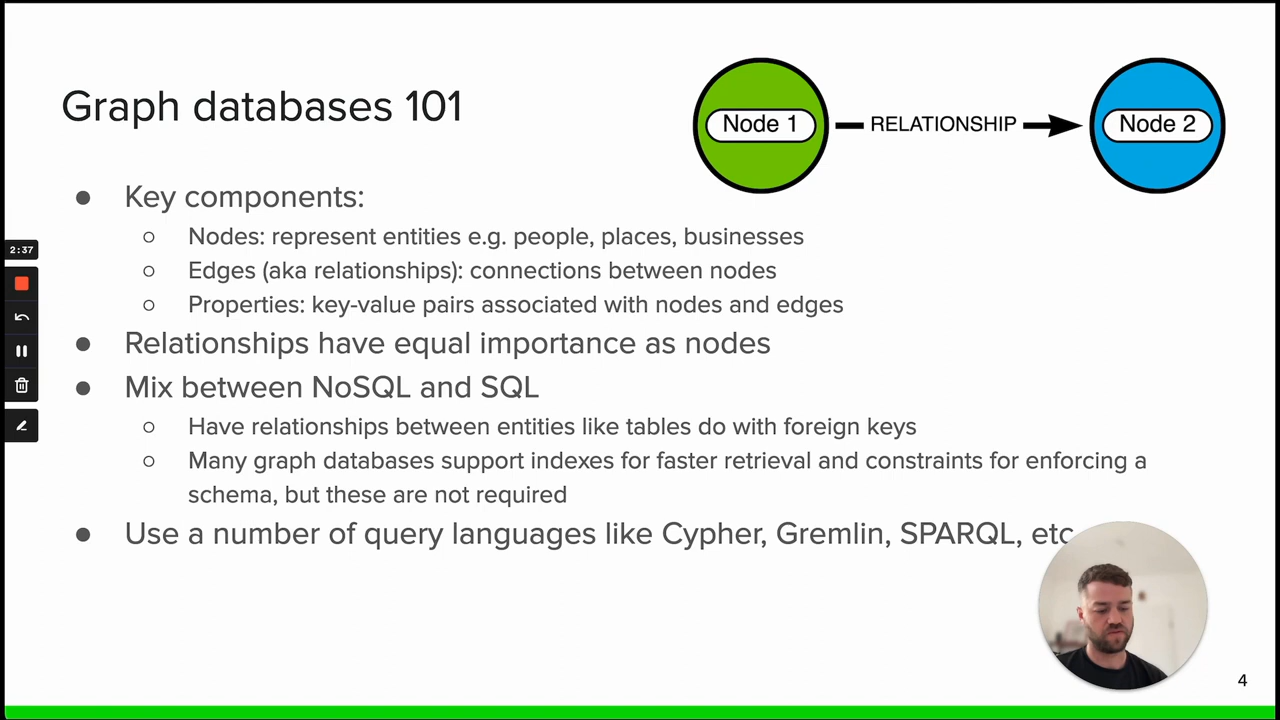 Graph databases 101
Node 1
RELATIONSHIP
Node 2
● Key components:
○ Nodes: represent entities e.g. people, places, businesses
○ Edges (aka relationships): connections between nodes
○ Properties: key-value pairs associated with nodes and edges
● Relationships have equal importance as nodes
● Mix between NoSQL and SQL
○ Have relationships between entities like tables do with foreign keys
○ Many graph databases support indexes for faster retrieval and constraints for enforcing a
schema, but these are not required
● Use a number of query languages like Cypher, Gremlin, SPARQL, etc
2:37
4